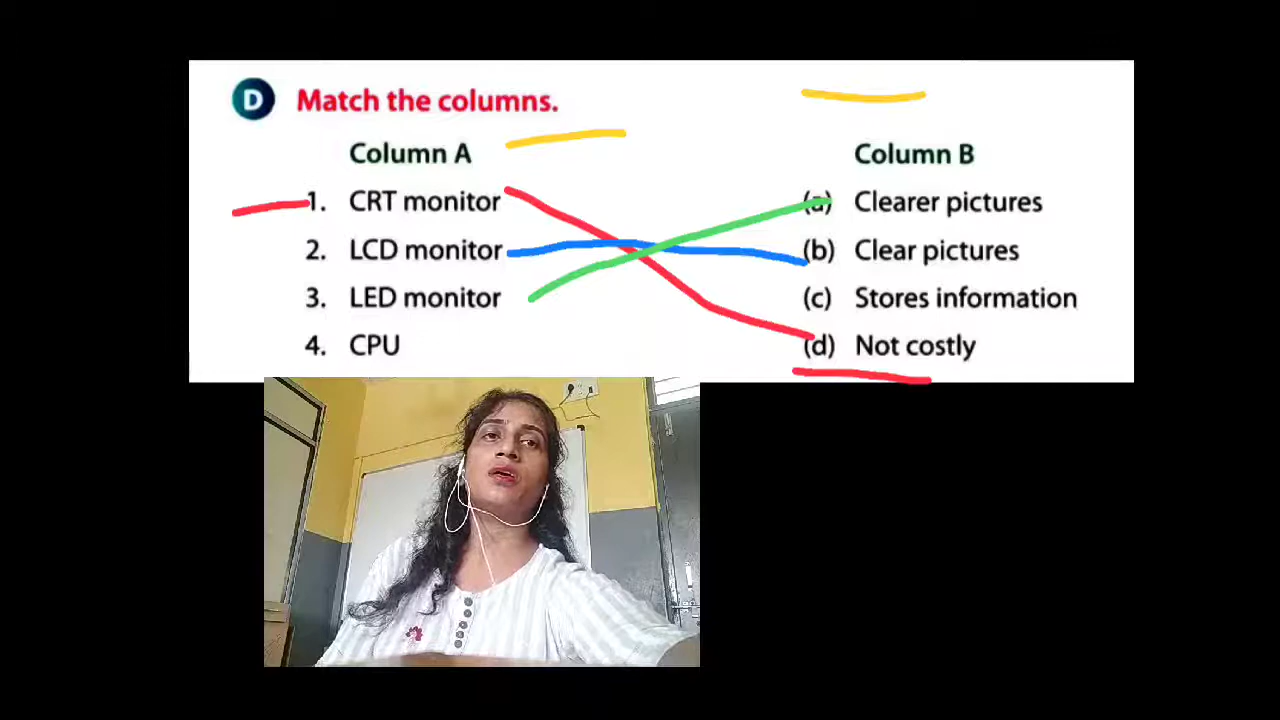 D Match the columns.
Column A Column B
1. CRT monitor (a) Clearer pictures
2. LCD monitor (b) Clear pictures
3. LED monitor (c) Stores information
4. CPU (d) Not costly